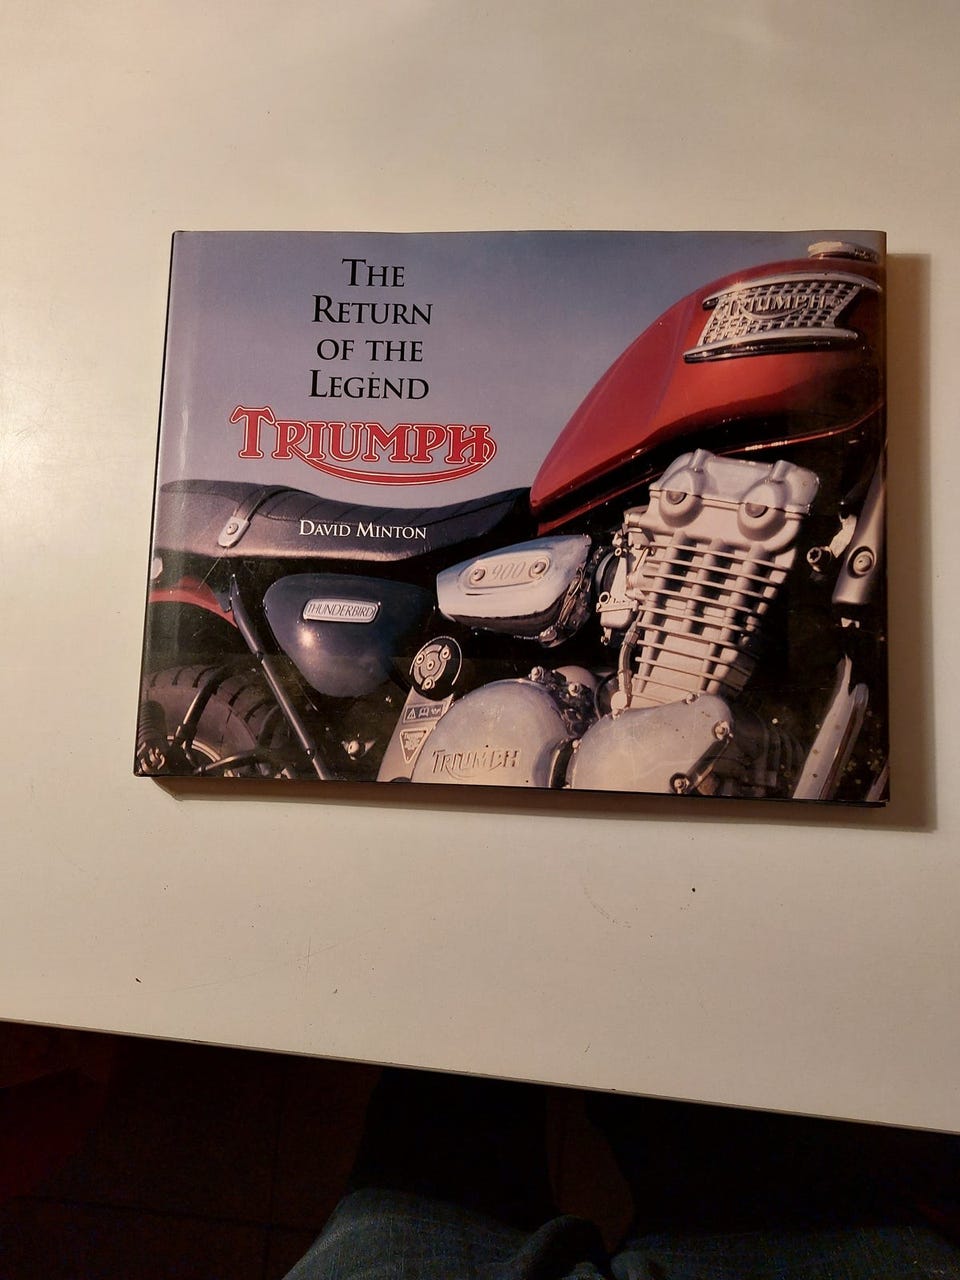 THE
RETURN
OF THE
LEGEND
TRIUMPH
DAVID MINTON
TRIUMPH
900
THUNDERBIRD
TRIUMPH